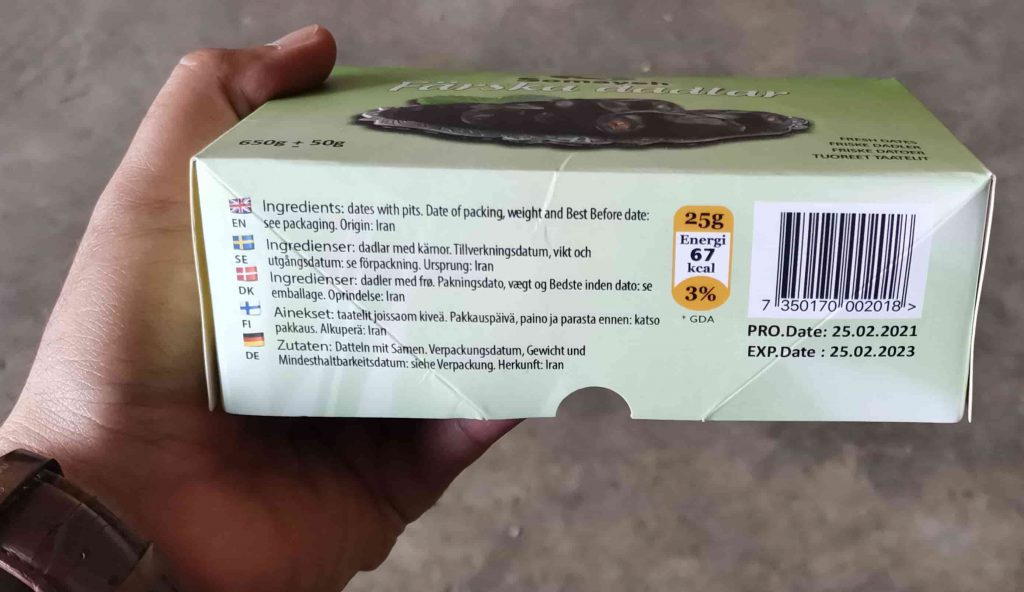 Färska dadlar
650g ± 50g
FRESH DATES
FRISKE DADLER
FRISKE DATOER
TUOREET TAATELIT
EN
Ingredients: dates with pits. Date of packing, weight and Best Before date:
see packaging. Origin: Iran
SE
Ingredienser: dadlar med kärnor. Tillverkningsdatum, vikt och
utgångsdatum: se förpackning. Ursprung: Iran
DK
Ingredienser: dadler med frø. Pakningsdato, vægt og Bedste inden dato: se
emballage. Oprindelse: Iran
FI
Ainekset: taatelit joissaom kiveä. Pakkauspäivä, paino ja parasta ennen: katso
pakkaus. Alkuperä: Iran
DE
Zutaten: Datteln mit Samen. Verpackungsdatum, Gewicht und
Mindesthaltbarkeitsdatum: siehe Verpackung. Herkunft: Iran
25g
Energi
67
kcal
3%
* GDA
7 350170 002018 >
PRO.Date: 25.02.2021
EXP.Date : 25.02.2023